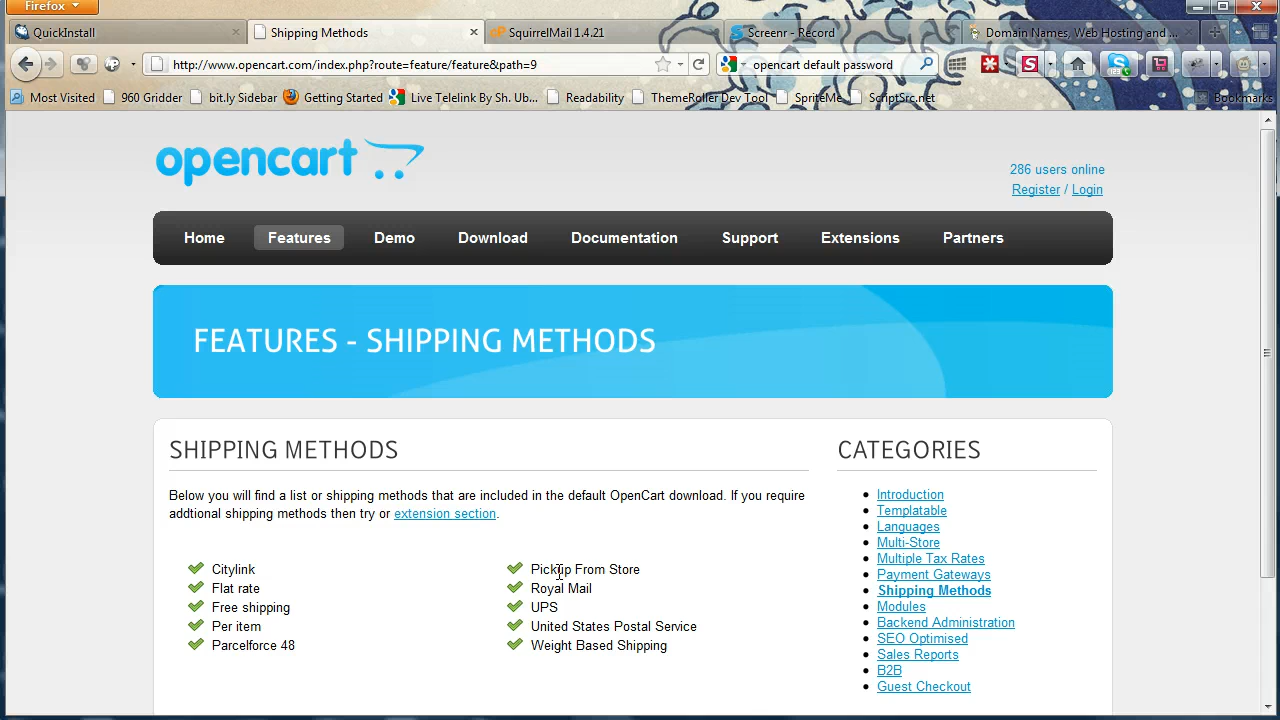 Firefox
QuickInstall
Shipping Methods
SquirrelMail 1.4.21
Screenr - Record
Domain Names, Web Hosting and ...
http://www.opencart.com/index.php?route=feature/feature&path=9
opencart default password
Most Visited
960 Gridder
bit.ly Sidebar
Getting Started
Live Telelink By Sh. Ub...
Readability
ThemeRoller Dev Tool
SpriteMe
ScriptSrc.net
Bookmarks
opencart
286 users online
Register / Login
Home
Features
Demo
Download
Documentation
Support
Extensions
Partners
FEATURES - SHIPPING METHODS
SHIPPING METHODS
Below you will find a list or shipping methods that are included in the default OpenCart download. If you require
addtional shipping methods then try or extension section.
Citylink
Flat rate
Free shipping
Per item
Parcelforce 48
Pickup From Store
Royal Mail
UPS
United States Postal Service
Weight Based Shipping
CATEGORIES
Introduction
Templatable
Languages
Multi-Store
Multiple Tax Rates
Payment Gateways
Shipping Methods
Modules
Backend Administration
SEO Optimised
Sales Reports
B2B
Guest Checkout